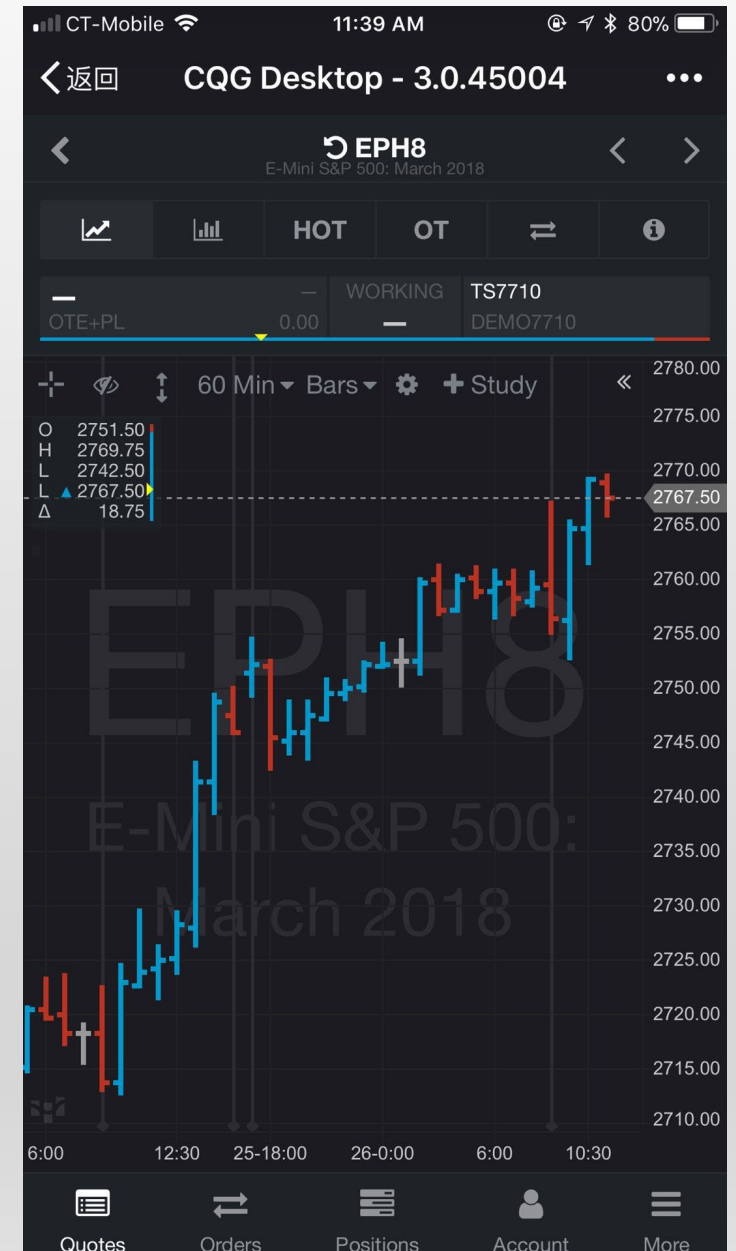 CT-Mobile 11:39 AM 80%
返回 CQG Desktop - 3.0.45004
EPH8
E-Mini S&P 500: March 2018
HOT OT
— — WORKING TS7710
OTE+PL 0.00 — DEMO7710
60 Min Bars Study
O 2751.50
H 2769.75
L 2742.50
L ▲ 2767.50
Δ 18.75
2780.00
2775.00
2770.00
2767.50
2765.00
2760.00
2755.00
2750.00
2745.00
2740.00
2735.00
2730.00
2725.00
2720.00
2715.00
2710.00
EPH8
E-Mini S&P 500:
March 2018
6:00 12:30 25-18:00 26-0:00 6:00 10:30
Quotes Orders Positions Account More